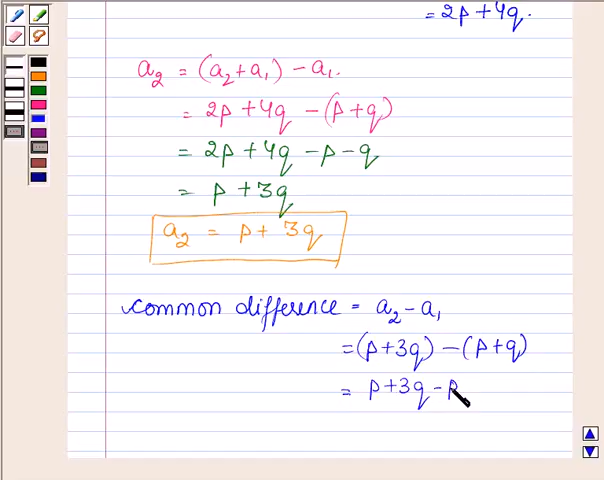 = 2p + 4q.
a₂ = (a₂ + a₁) - a₁.
= 2p + 4q - (p + q)
= 2p + 4q - p - q
= p + 3q
a₂ = p + 3q
common difference = a₂ - a₁
= (p + 3q) - (p + q)
= p + 3q - p